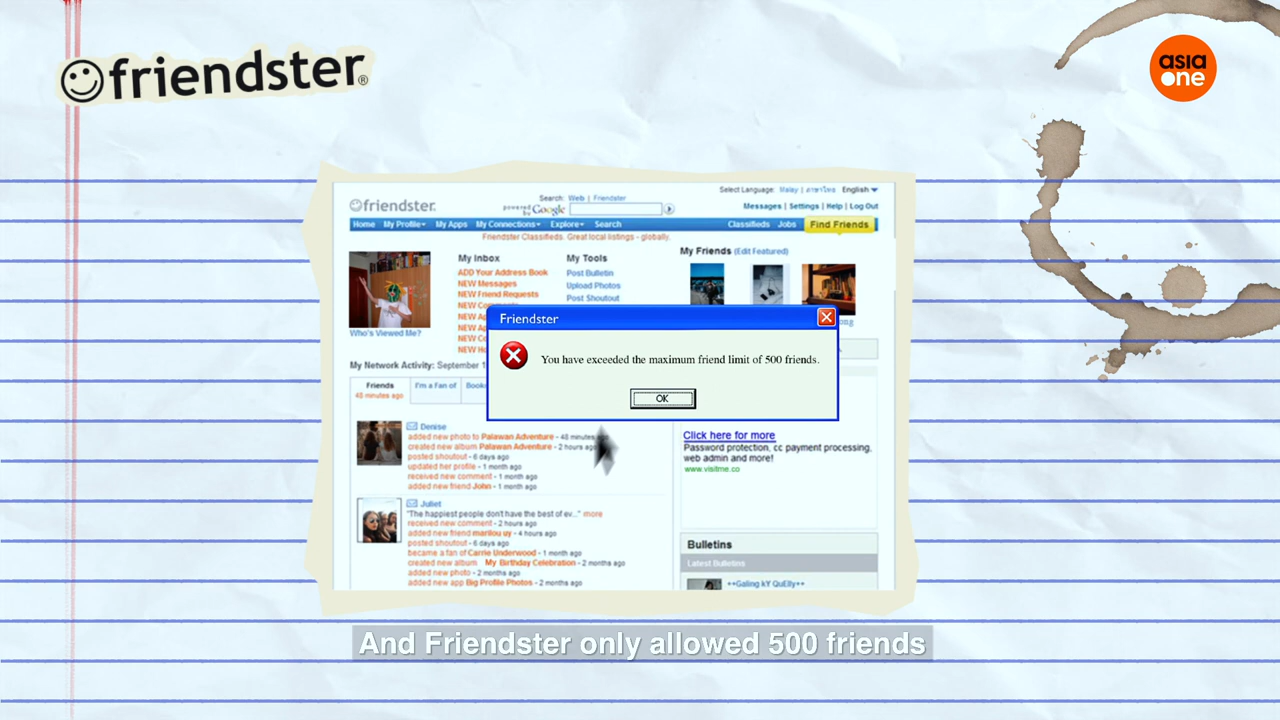 friendster®
asia
one
Select Language: Malay | ภาษาไทย English
Search: Web | Friendster
friendster.
powered by Google
Messages | Settings | Help | Log Out
Home My Profile My Apps My Connections Explore Search Classifieds Jobs Find Friends
Friendster Classifieds. Great local listings - globally.
My Inbox
ADD Your Address Book
NEW Messages
NEW Friend Requests
My Tools
Post Bulletin
Upload Photos
Post Shoutout
My Friends (Edit Featured)
Who's Viewed Me?
Friendster
You have exceeded the maximum friend limit of 500 friends.
OK
My Network Activity: September
Friends
48 minutes ago
I'm a Fan of
Denise
added new photo to Palawan Adventure - 48 minutes
created new album Palawan Adventure - 2 hours
posted shoutout - 6 days ago
updated her profile - 1 month ago
received new comment - 1 month ago
added new friend John - 1 month ago
Juliet
"The happiest people don't have the best of ev..." more
received new comment - 2 hours ago
added new friend marilou uy - 4 hours ago
posted shoutout - 6 days ago
became a fan of Carrie Underwood - 1 month ago
created new album My Birthday Celebration - 2 months ago
added new photo - 2 months ago
added new app Big Profile Photos - 2 months ago
Click here for more
Password protection, cc payment processing,
web admin and more!
www.visitme.co
Bulletins
Latest Bulletins
++Galing kY QuElly++
And Friendster only allowed 500 friends